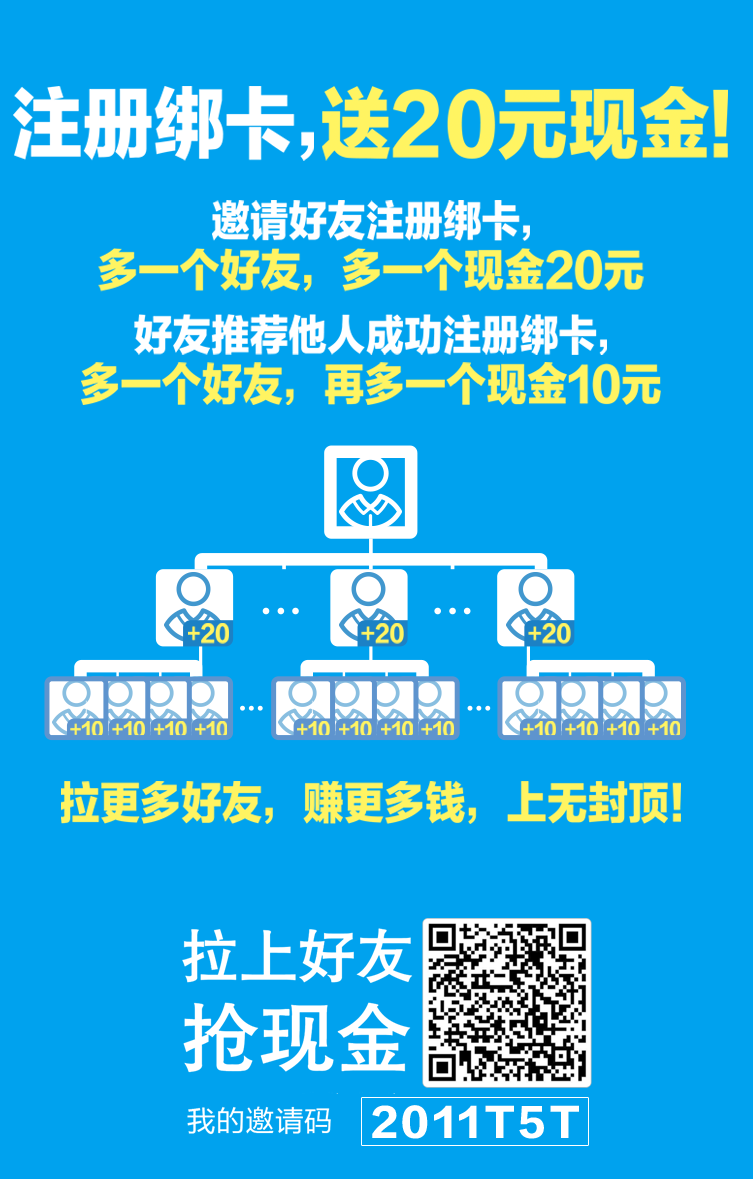 注册绑卡,送20元现金!
邀请好友注册绑卡,
多一个好友，多一个现金20元
好友推荐他人成功注册绑卡,
多一个好友，再多一个现金10元
+20 +20 +20
+10 +10 +10 +10 +10 +10 +10 +10 +10 +10 +10 +10
拉更多好友，赚更多钱，上无封顶!
拉上好友
抢现金
我的邀请码 2011T5T